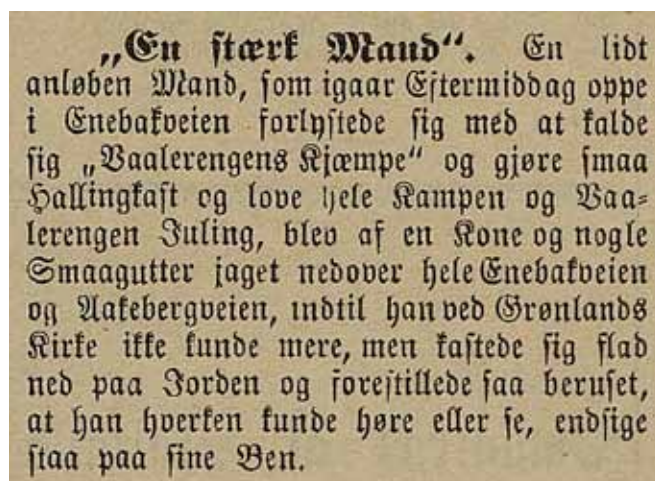 „En stærk Mand“. En lidt
anløben Mand, som igaar Eftermiddag oppe
i Enebakveien forlystede sig med at kalde
sig „Vaalerengens Kjæmpe“ og gjøre smaa
Hallingkast og love hele Kampen og Vaa-
lerengen Juling, blev af en Kone og nogle
Smaagutter jaget nedover hele Enebakveien
og Aakebergveien, indtil han ved Grønlands
Kirke ikke kunde mere, men kastede sig flad
ned paa Jorden og forestillede saa beruset,
at han hverken kunde høre eller se, endsige
staa paa sine Ben.